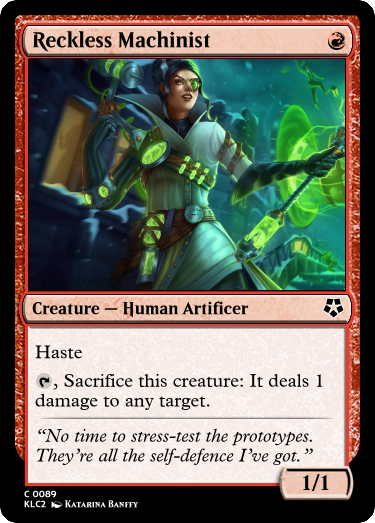 Reckless Machinist
Creature — Human Artificer
Haste
, Sacrifice this creature: It deals 1
damage to any target.
“No time to stress-test the prototypes.
They’re all the self-defence I’ve got.”
1/1
C 0089
KLC2 Katarina Banffy